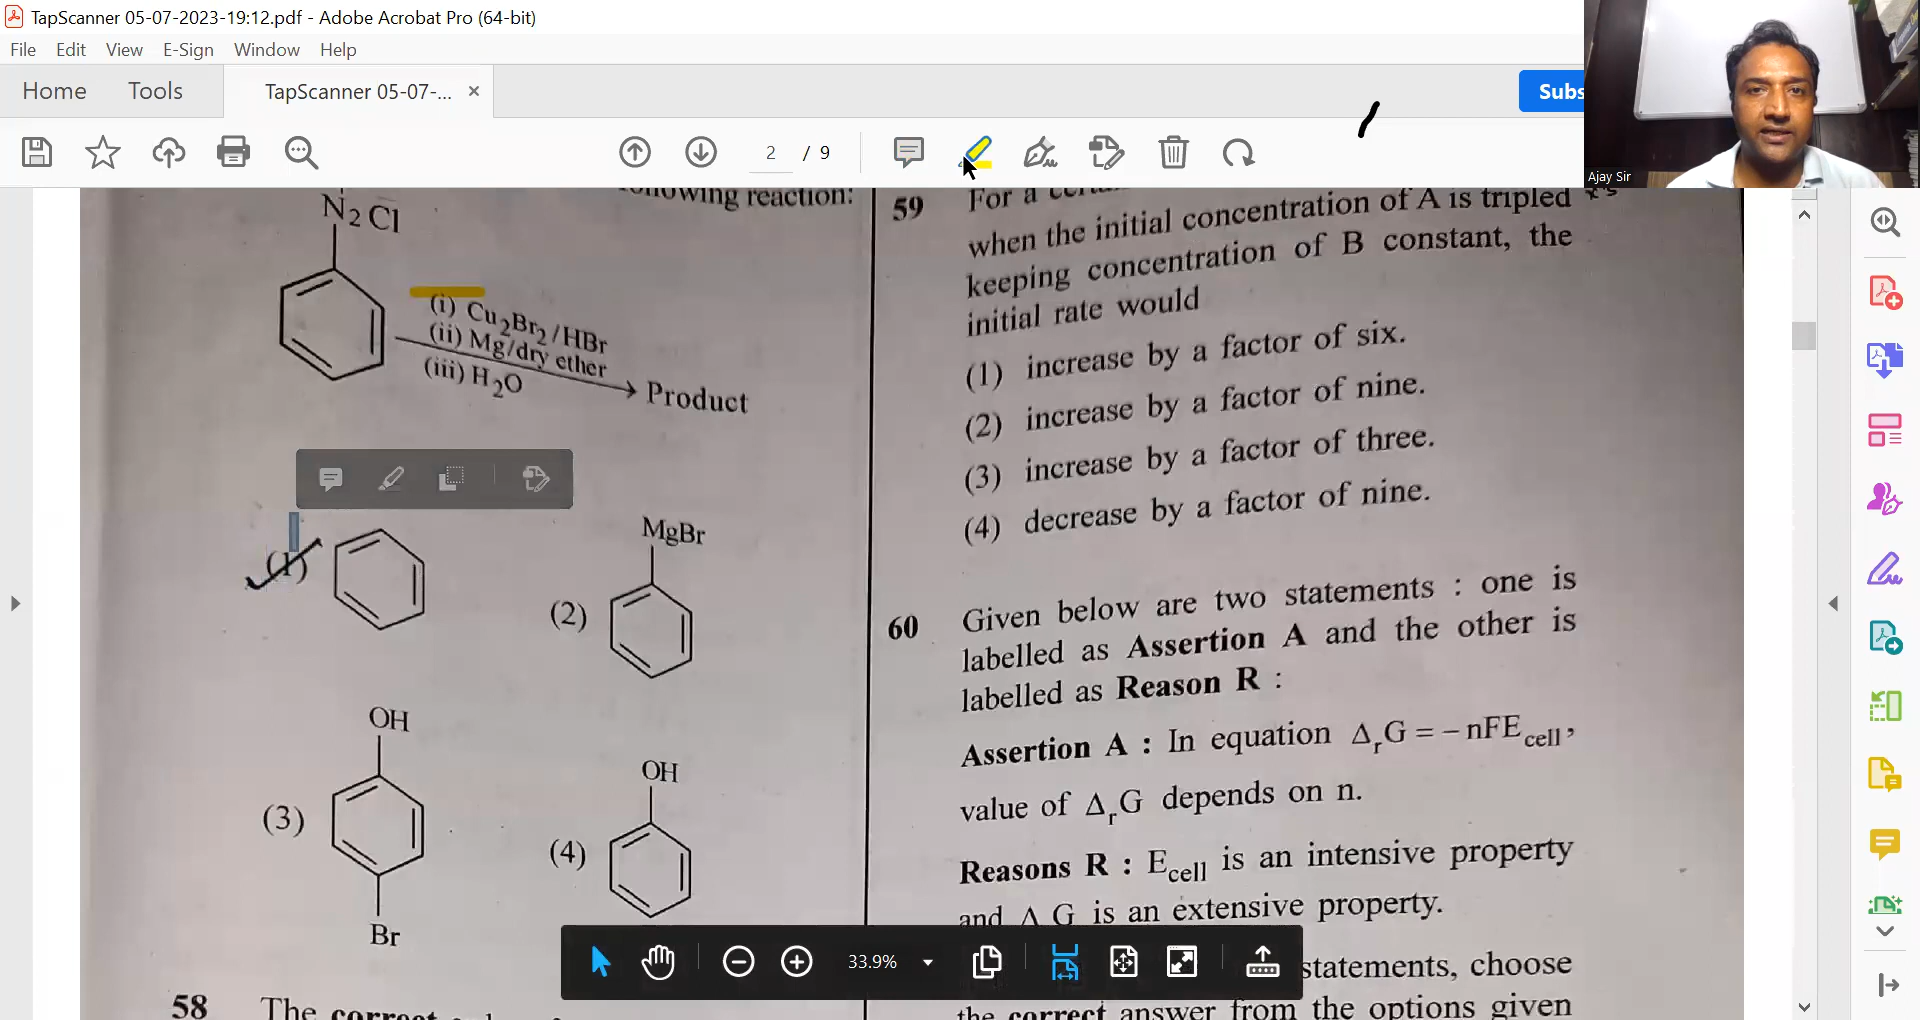 TapScanner 05-07-2023-19:12.pdf - Adobe Acrobat Pro (64-bit)
File Edit View E-Sign Window Help
Home Tools TapScanner 05-07-... × Subs
2 / 9
Ajay Sir
following reaction:
N2Cl
(i) Cu2Br2/HBr
(ii) Mg/dry ether
(iii) H2O
Product
(1)
MgBr
(2)
OH
(3)
Br
OH
(4)
58 The correct
59 For a
when the initial concentration of A is tripled
keeping concentration of B constant, the
initial rate would
(1) increase by a factor of six.
(2) increase by a factor of nine.
(3) increase by a factor of three.
(4) decrease by a factor of nine.
60 Given below are two statements : one is
labelled as Assertion A and the other is
labelled as Reason R :
Assertion A : In equation ΔrG = – nFEcell,
value of ΔrG depends on n.
Reasons R : Ecell is an intensive property
and Δ G is an extensive property.
statements, choose
the correct answer from the options given
33.9%